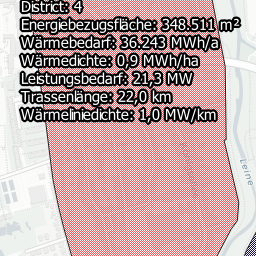 District: 4
Energiebezugsfläche: 348.511 m²
Wärmebedarf: 36.243 MWh/a
Wärmedichte: 0,9 MWh/ha
Leistungsbedarf: 21,3 MW
Trassenlänge: 22,0 km
Wärmeliniedichte: 1,0 MW/km
Leine